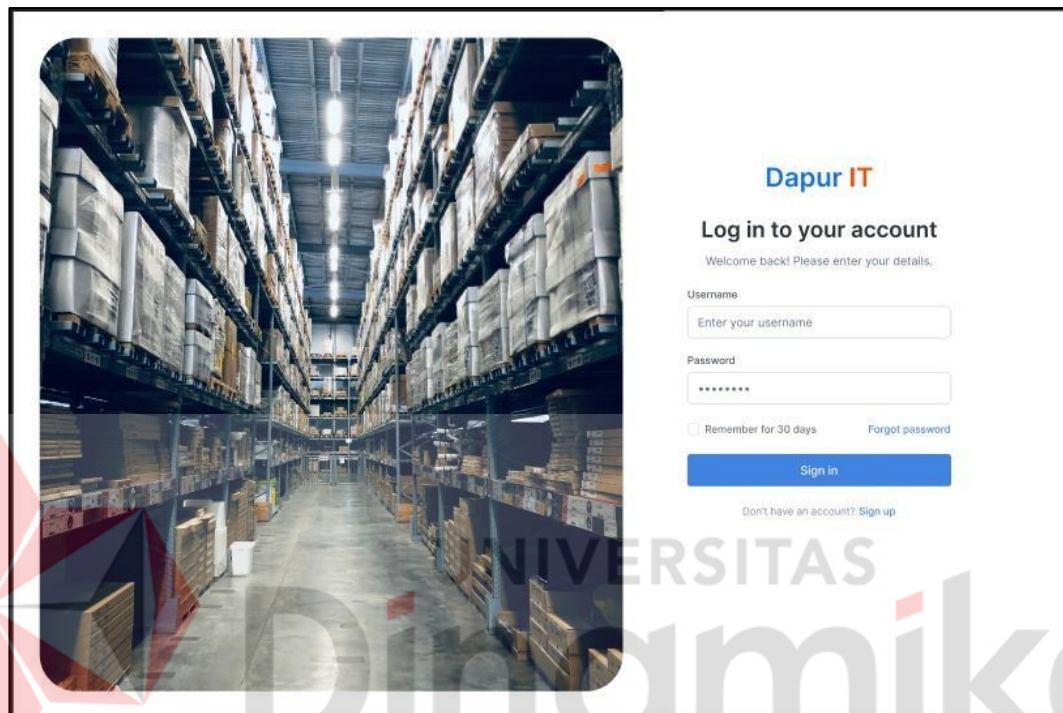 Dapur IT
Log in to your account
Welcome back! Please enter your details.
Username
Enter your username
Password
••••••••
Remember for 30 days
Forgot password
Sign in
Don't have an account? Sign up
UNIVERSITAS
Dinamika